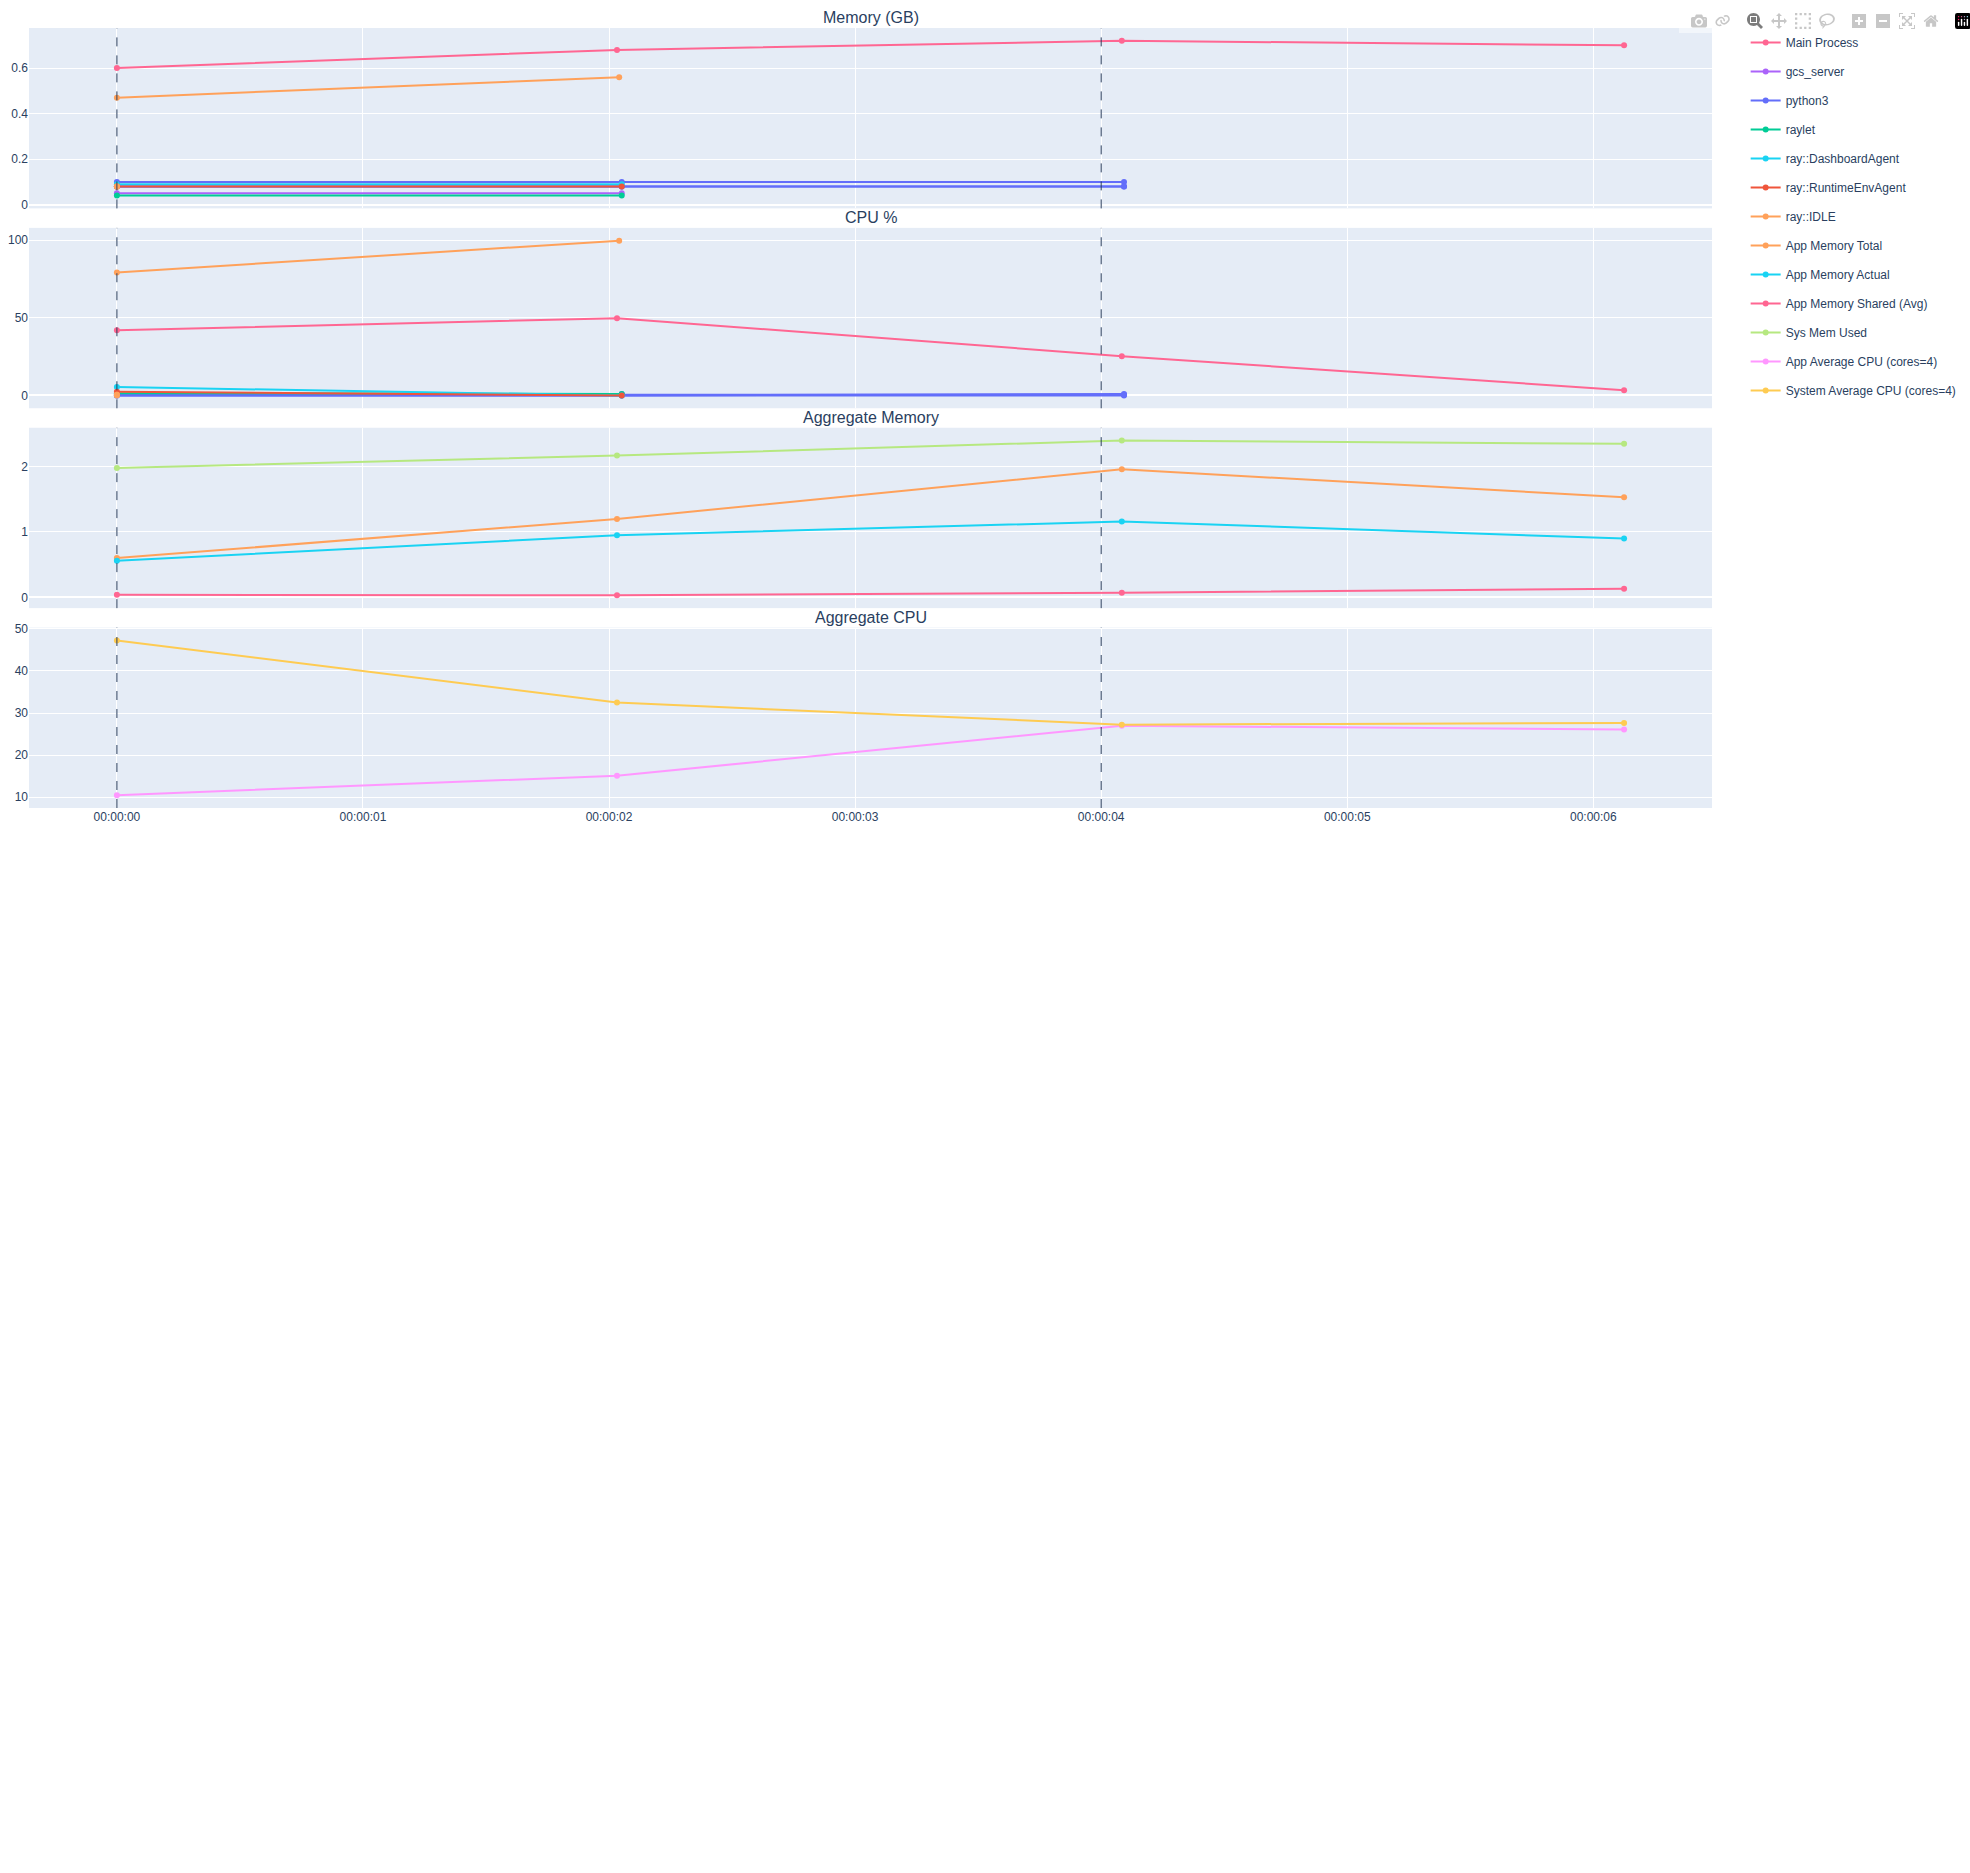 Memory (GB)
0.6
0.4
0.2
0
CPU %
100
50
0
Aggregate Memory
2
1
0
Aggregate CPU
50
40
30
20
10
00:00:00
00:00:01
00:00:02
00:00:03
00:00:04
00:00:05
00:00:06
Main Process
gcs_server
python3
raylet
ray::DashboardAgent
ray::RuntimeEnvAgent
ray::IDLE
App Memory Total
App Memory Actual
App Memory Shared (Avg)
Sys Mem Used
App Average CPU (cores=4)
System Average CPU (cores=4)